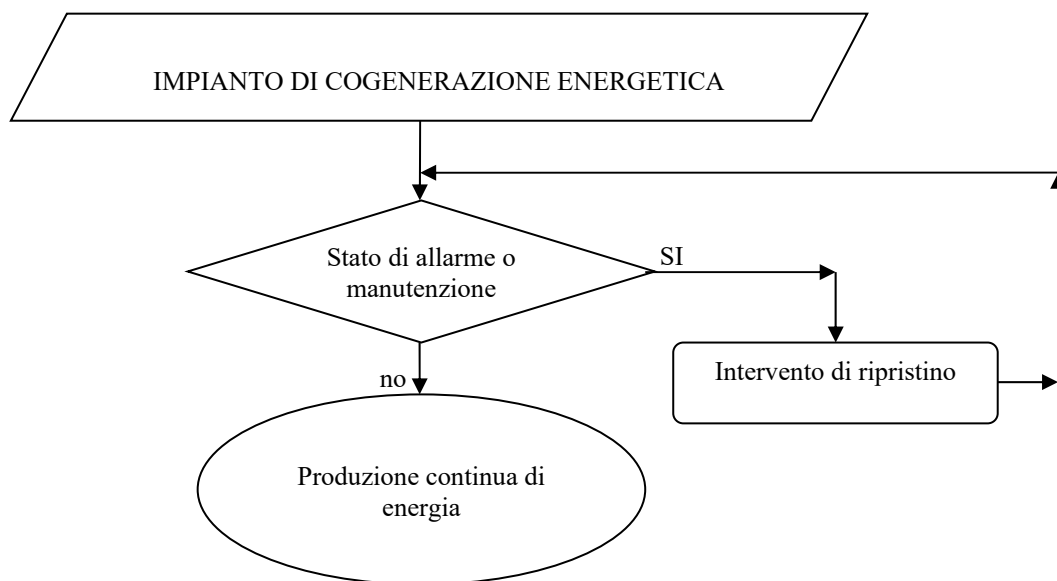 IMPIANTO DI COGENERAZIONE ENERGETICA
Stato di allarme o
manutenzione
SI
Intervento di ripristino
no
Produzione continua di
energia